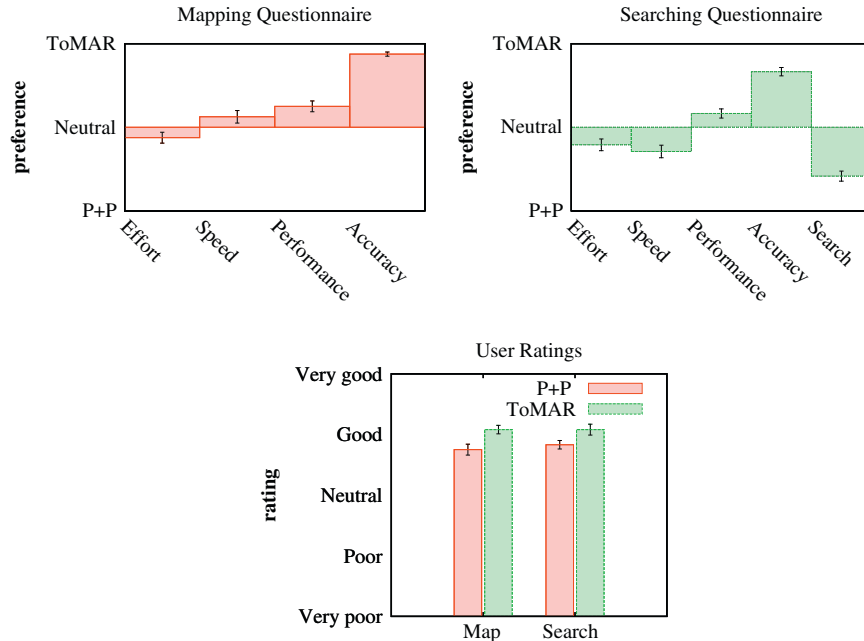 Mapping Questionnaire
ToMAR
Neutral
P+P
preference
Effort
Speed
Performance
Accuracy
Searching Questionnaire
ToMAR
Neutral
P+P
preference
Effort
Speed
Performance
Accuracy
Search
User Ratings
Very good
Good
Neutral
Poor
Very poor
rating
P+P
ToMAR
Map
Search